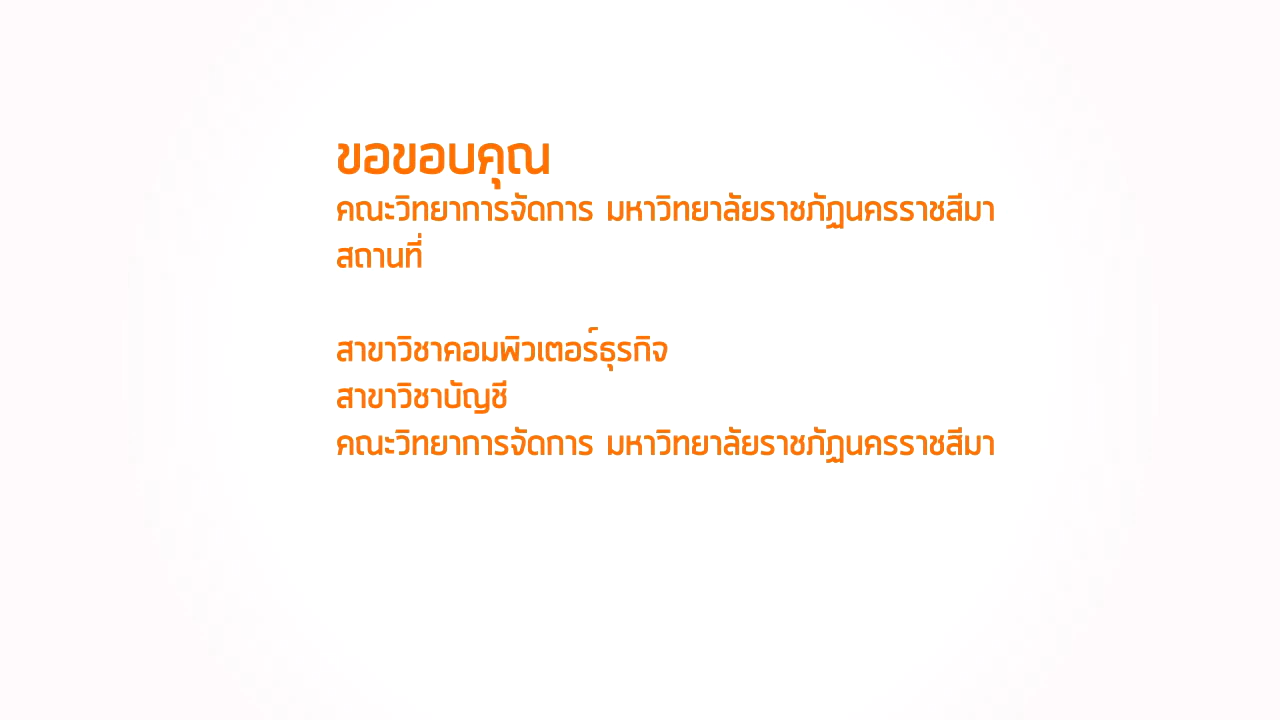 ขอขอบคุณ
คณะวิทยาการจัดการ มหาวิทยาลัยราชภัฏนครราชสีมา
สถานที่
สาขาวิชาคอมพิวเตอร์ธุรกิจ
สาขาวิชาบัญชี
คณะวิทยาการจัดการ มหาวิทยาลัยราชภัฏนครราชสีมา